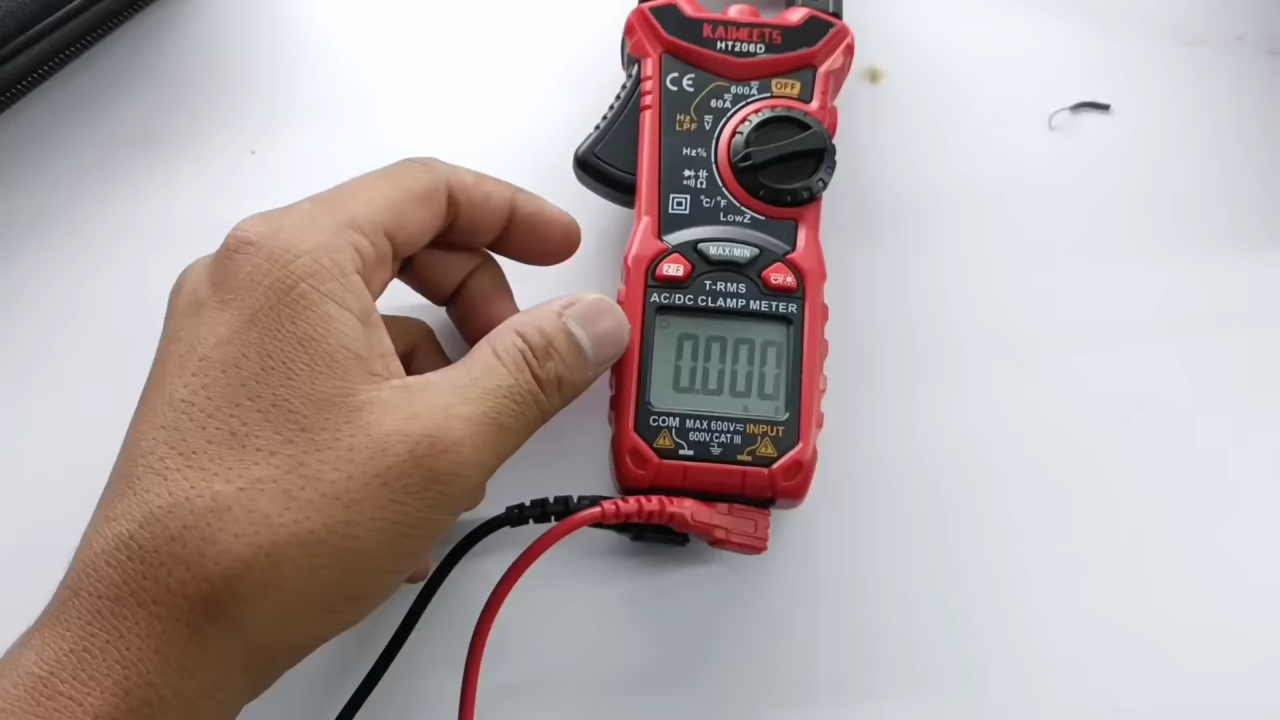 KAIWEETS
HT206D
CE
OFF
600A
60A
Hz
LPF
V
Hz%
Ω
°C/°F
LowZ
MAX/MIN
Z/F
T-RMS
AC/DC CLAMP METER
0.000
COM MAX 600V≂ INPUT
600V CAT III